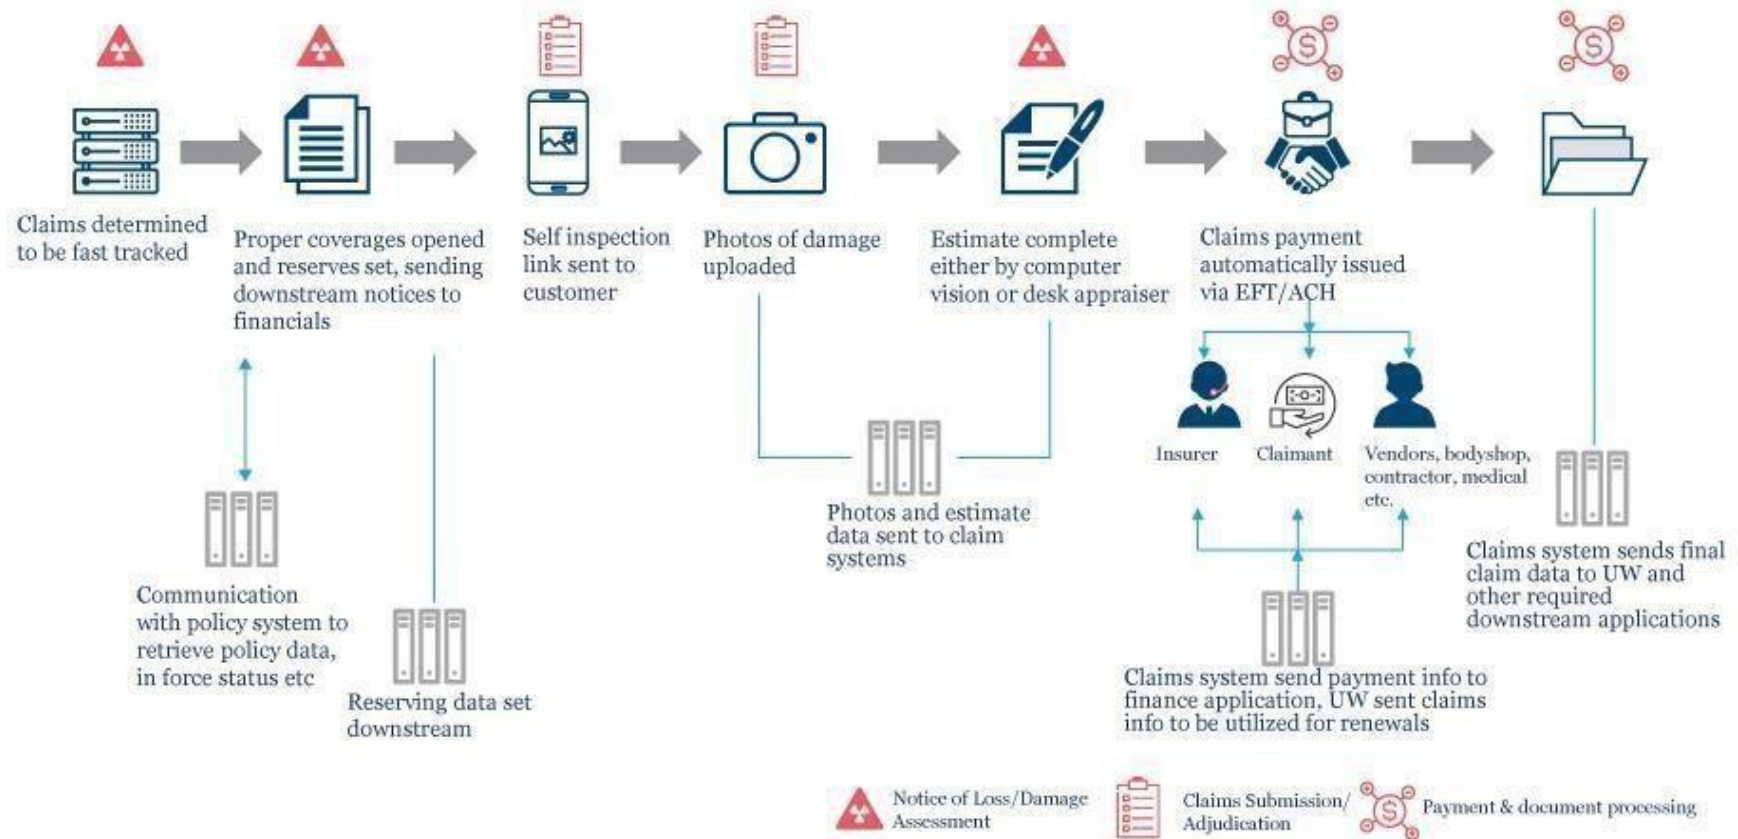 Claims determined
to be fast tracked
Proper coverages opened
and reserves set, sending
downstream notices to
financials
Self inspection
link sent to
customer
Photos of damage
uploaded
Estimate complete
either by computer
vision or desk appraiser
Claims payment
automatically issued
via EFT/ACH
Insurer
Claimant
Vendors, bodyshop,
contractor, medical
etc.
Communication
with policy system to
retrieve policy data,
in force status etc
Reserving data set
downstream
Photos and estimate
data sent to claim
systems
Claims system send payment info to
finance application, UW sent claims
info to be utilized for renewals
Claims system sends final
claim data to UW and
other required
downstream applications
Notice of Loss/Damage
Assessment
Claims Submission/
Adjudication
Payment & document processing